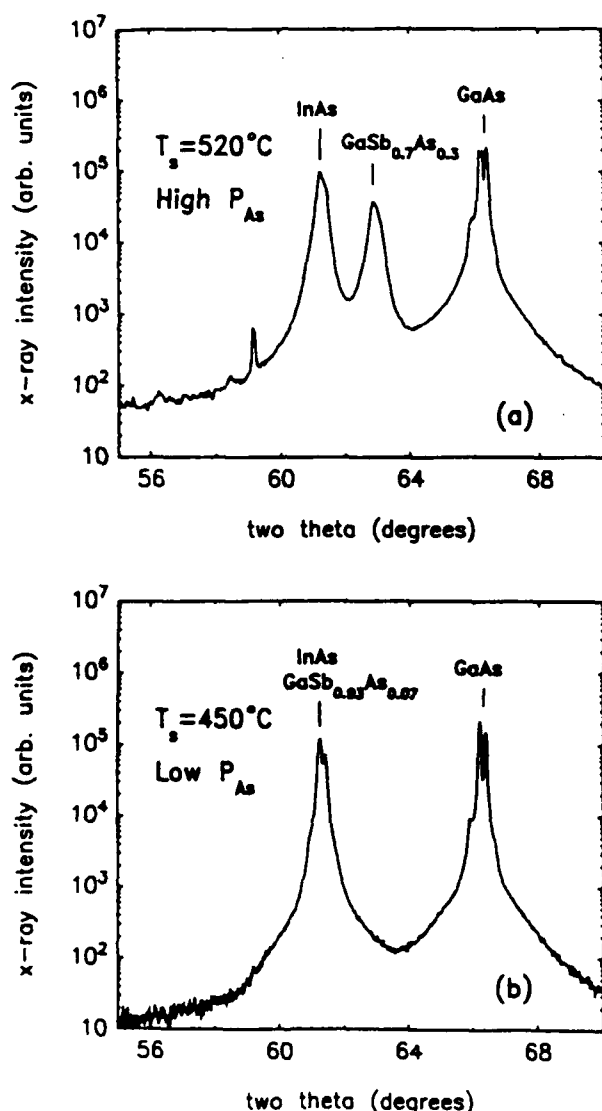 10⁷
10⁶
10⁵
10⁴
10³
10²
10
x-ray intensity (arb. units)
InAs
GaSb₀.₇As₀.₃
GaAs
Tₛ=520°C
High P_As
(a)
56 60 64 68
two theta (degrees)
10⁷
10⁶
10⁵
10⁴
10³
10²
10
x-ray intensity (arb. units)
InAs
GaSb₀.₉₃As₀.₀₇
GaAs
Tₛ=450°C
Low P_As
(b)
56 60 64 68
two theta (degrees)